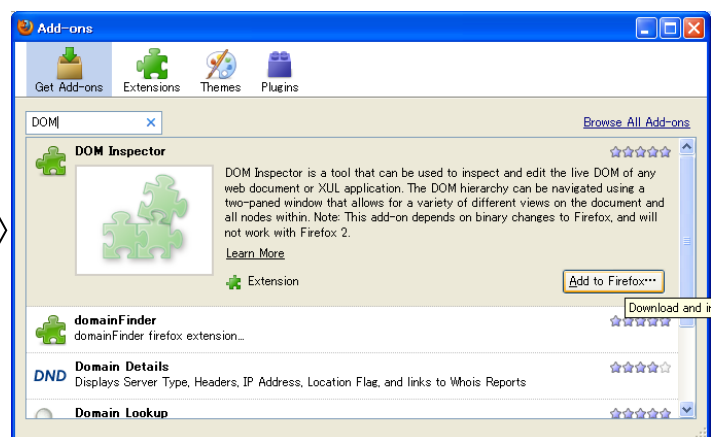 Add-ons
Get Add-ons Extensions Themes Plugins
DOM
Browse All Add-ons
DOM Inspector
DOM Inspector is a tool that can be used to inspect and edit the live DOM of any
web document or XUL application. The DOM hierarchy can be navigated using a
two-paned window that allows for a variety of different views on the document and
all nodes within. Note: This add-on depends on binary changes to Firefox, and will
not work with Firefox 2.
Learn More
Extension
Add to Firefox...
Download and in
domainFinder
domainFinder firefox extension...
DND
Domain Details
Displays Server Type, Headers, IP Address, Location Flag, and links to Whois Reports
Domain Lookup